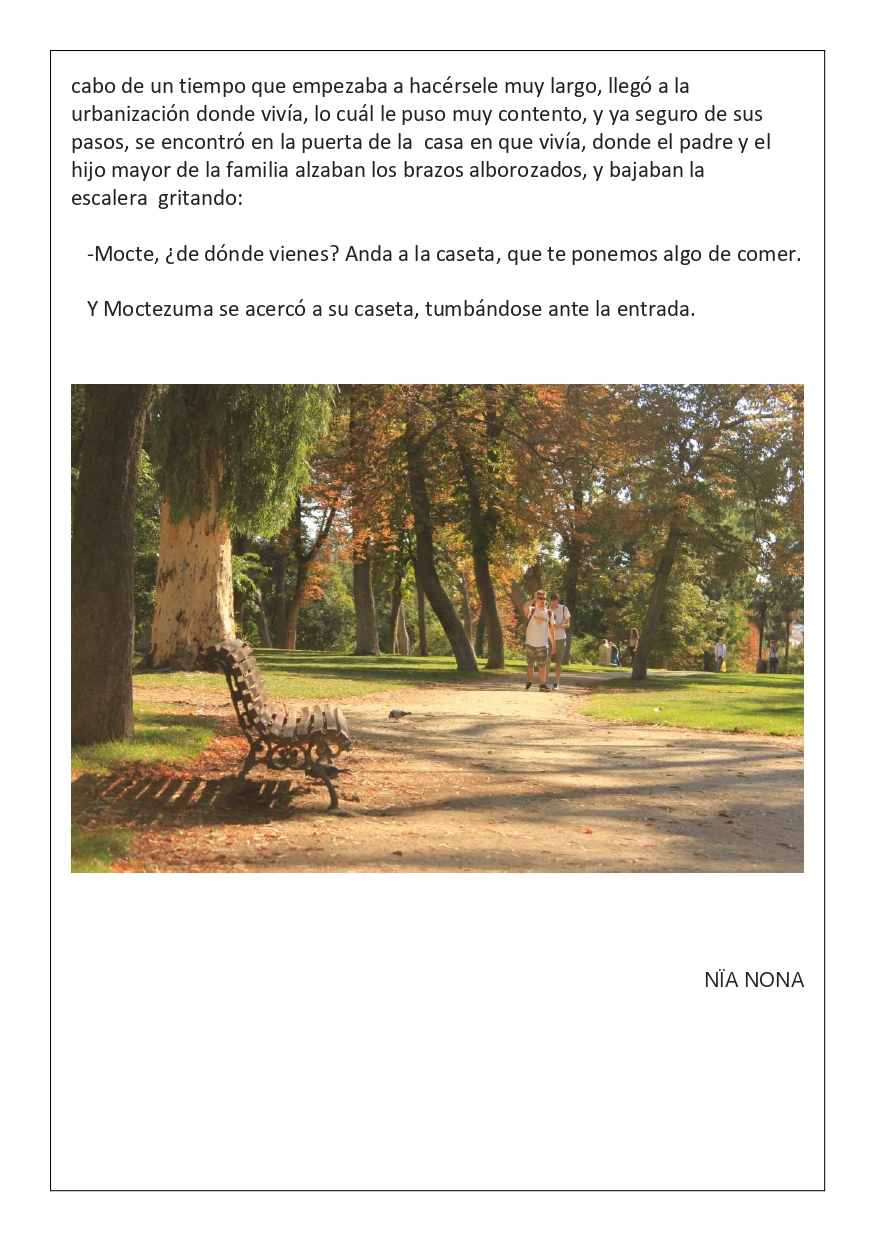 cabo de un tiempo que empezaba a hacérsele muy largo, llegó a la
urbanización donde vivía, lo cuál le puso muy contento, y ya seguro de sus
pasos, se encontró en la puerta de la  casa en que vivía, donde el padre y el
hijo mayor de la familia alzaban los brazos alborozados, y bajaban la
escalera  gritando:
-Mocte, ¿de dónde vienes? Anda a la caseta, que te ponemos algo de comer.
Y Moctezuma se acercó a su caseta, tumbándose ante la entrada.
NÏA NONA